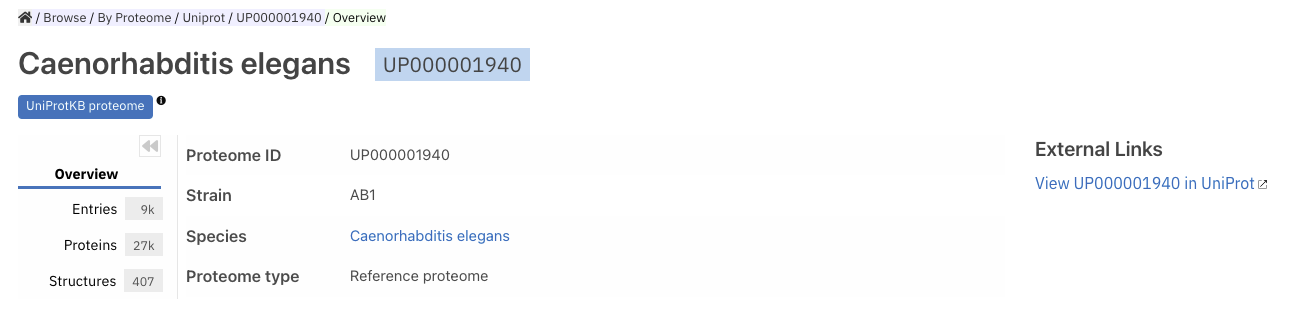 / Browse / By Proteome / Uniprot / UP000001940 / Overview
Caenorhabditis elegans UP000001940
UniProtKB proteome i
Overview
Entries 9k
Proteins 27k
Structures 407
Proteome ID UP000001940
Strain AB1
Species Caenorhabditis elegans
Proteome type Reference proteome
External Links
View UP000001940 in UniProt